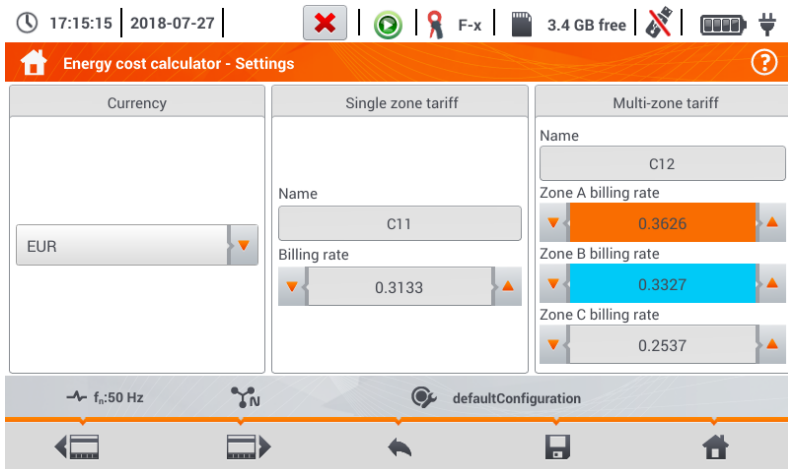 17:15:15 2018-07-27 F-x 3.4 GB free
Energy cost calculator - Settings ?
Currency
EUR
Single zone tariff
Name
C11
Billing rate
0.3133
Multi-zone tariff
Name
C12
Zone A billing rate
0.3626
Zone B billing rate
0.3327
Zone C billing rate
0.2537
fn:50 Hz N defaultConfiguration